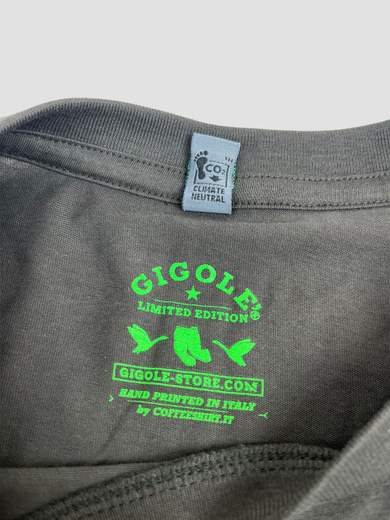 CO2
CLIMATE
NEUTRAL
GIGOLE'®
LIMITED EDITION
GIGOLE-STORE.COM
HAND PRINTED IN ITALY
by COFFEESHIRT.IT